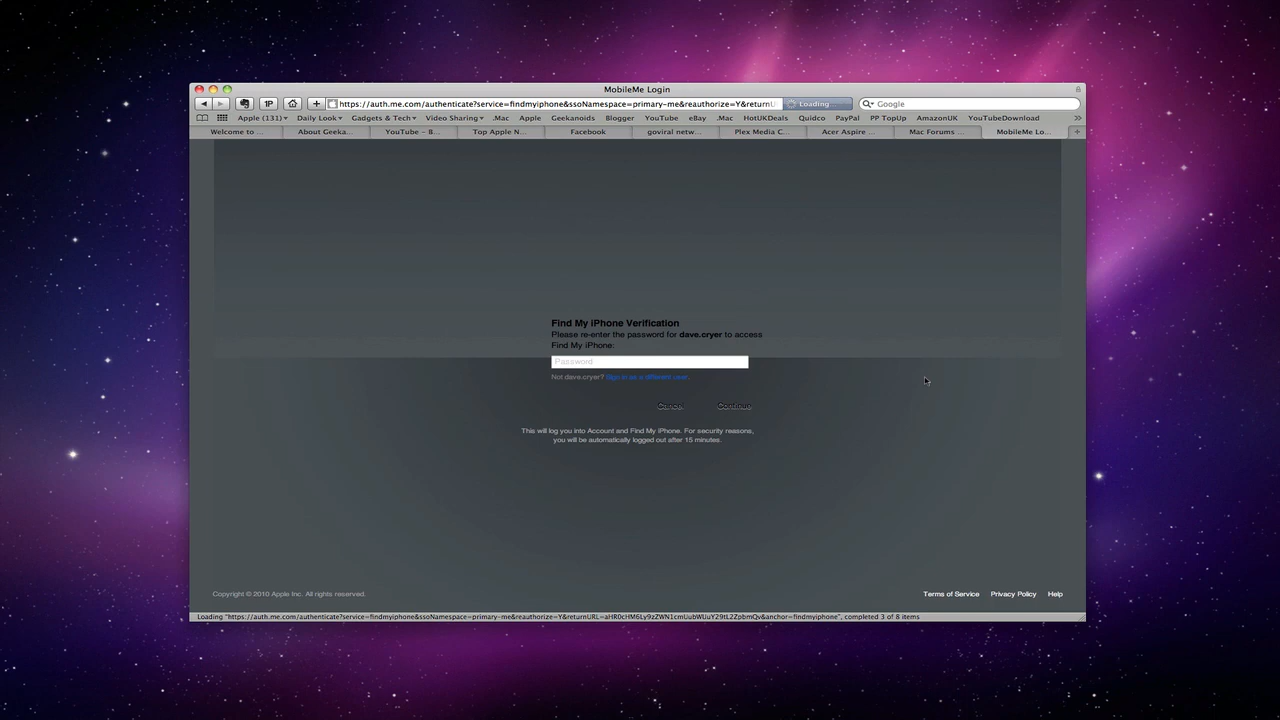 MobileMe Login
1P
https://auth.me.com/authenticate?service=findmyiphone&ssoNamespace=primary-me&reauthorize=Y&returnU
Loading...
Google
Apple (131)
Daily Look
Gadgets & Tech
Video Sharing
.Mac
Apple
Geekanoids
Blogger
YouTube
eBay
.Mac
HotUKDeals
Quidco
PayPal
PP TopUp
AmazonUK
YouTubeDownload
Welcome to ...
About Geeka...
YouTube – B...
Top Apple N...
Facebook
goviral netw...
Plex Media C...
Acer Aspire ...
Mac Forums ...
MobileMe Lo...
Find My iPhone Verification
Please re-enter the password for dave.cryer to access
Find My iPhone:
Password
Not dave.cryer? Sign in as a different user.
Cancel
Continue
This will log you into Account and Find My iPhone. For security reasons,
you will be automatically logged out after 15 minutes.
Copyright © 2010 Apple Inc. All rights reserved.
Terms of Service
Privacy Policy
Help
Loading "https://auth.me.com/authenticate?service=findmyiphone&ssoNamespace=primary-me&reauthorize=Y&returnURL=aHR0cHM6Ly9zZWN1cmUubWUuY29tL2ZpbmQv&anchor=findmyiphone", completed 3 of 8 items